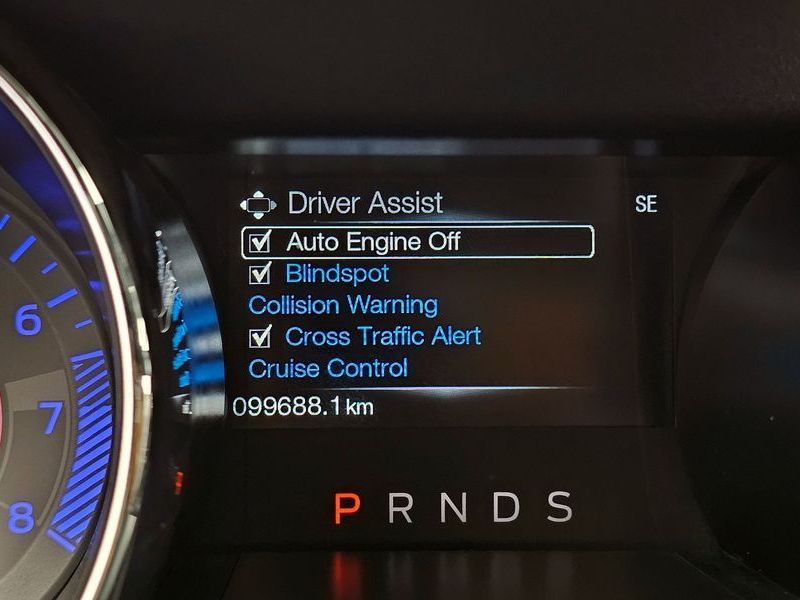 Driver Assist SE
Auto Engine Off
Blindspot
Collision Warning
Cross Traffic Alert
Cruise Control
099688.1 km
P R N D S
6
7
8